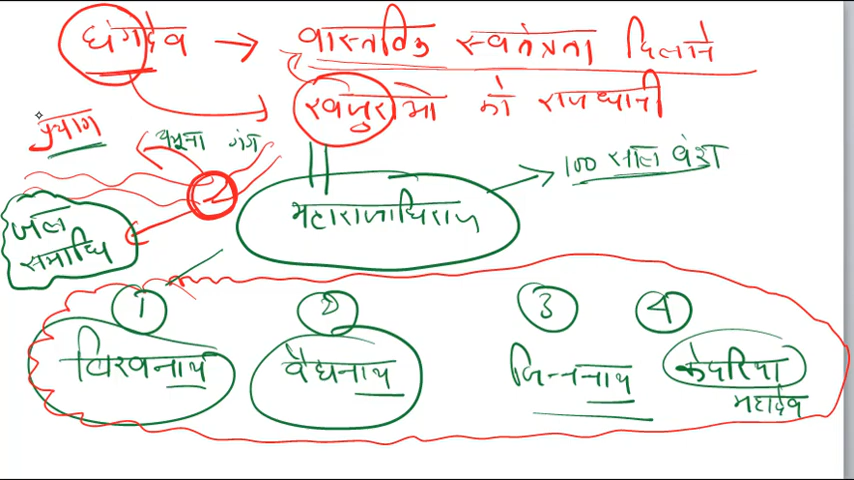 धंगदेव → वास्तविक स्वतंत्रता दिलाने
खजुराहो को राजधानी
प्रयाग
यमुना गंगा
100 साल वंश
महाराजाधिराज
जल
समाधि
1 2 3 4
विश्वनाथ वैद्यनाथ जिननाथ कंदरिया
महादेव